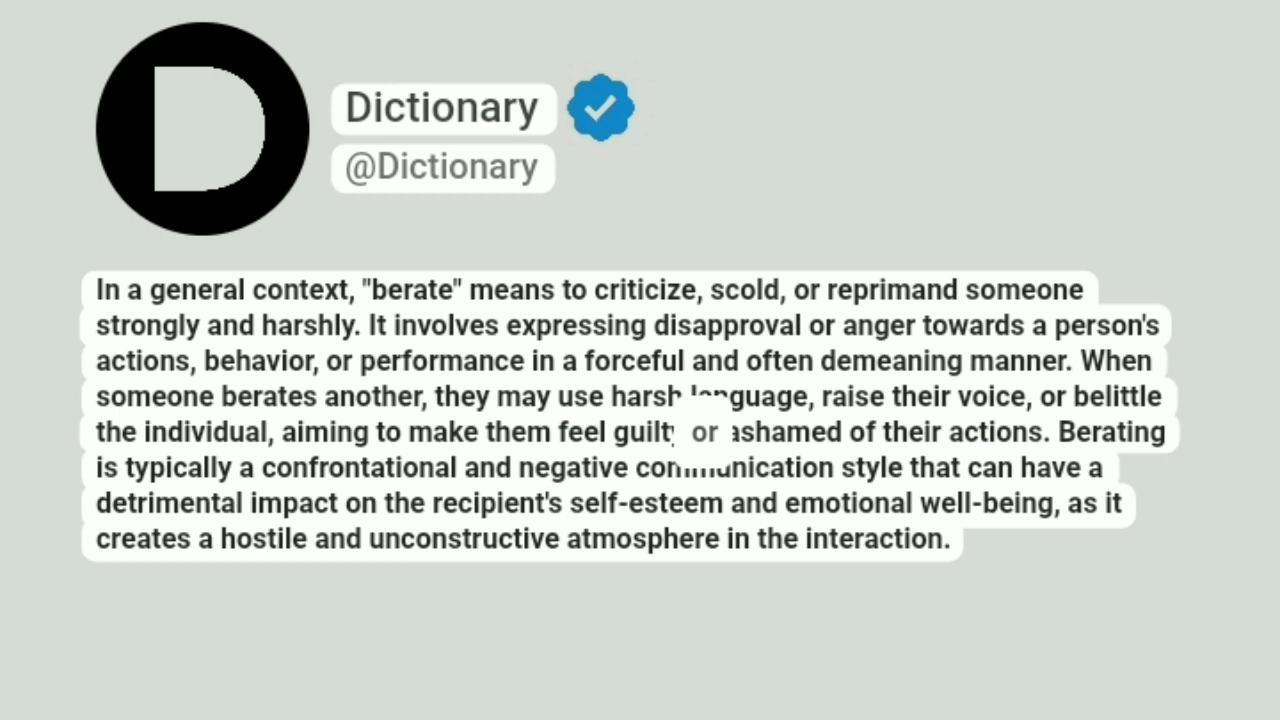 D
Dictionary
@Dictionary
In a general context, "berate" means to criticize, scold, or reprimand someone
strongly and harshly. It involves expressing disapproval or anger towards a person's
actions, behavior, or performance in a forceful and often demeaning manner. When
someone berates another, they may use harsh language, raise their voice, or belittle
the individual, aiming to make them feel guilty or ashamed of their actions. Berating
is typically a confrontational and negative communication style that can have a
detrimental impact on the recipient's self-esteem and emotional well-being, as it
creates a hostile and unconstructive atmosphere in the interaction.